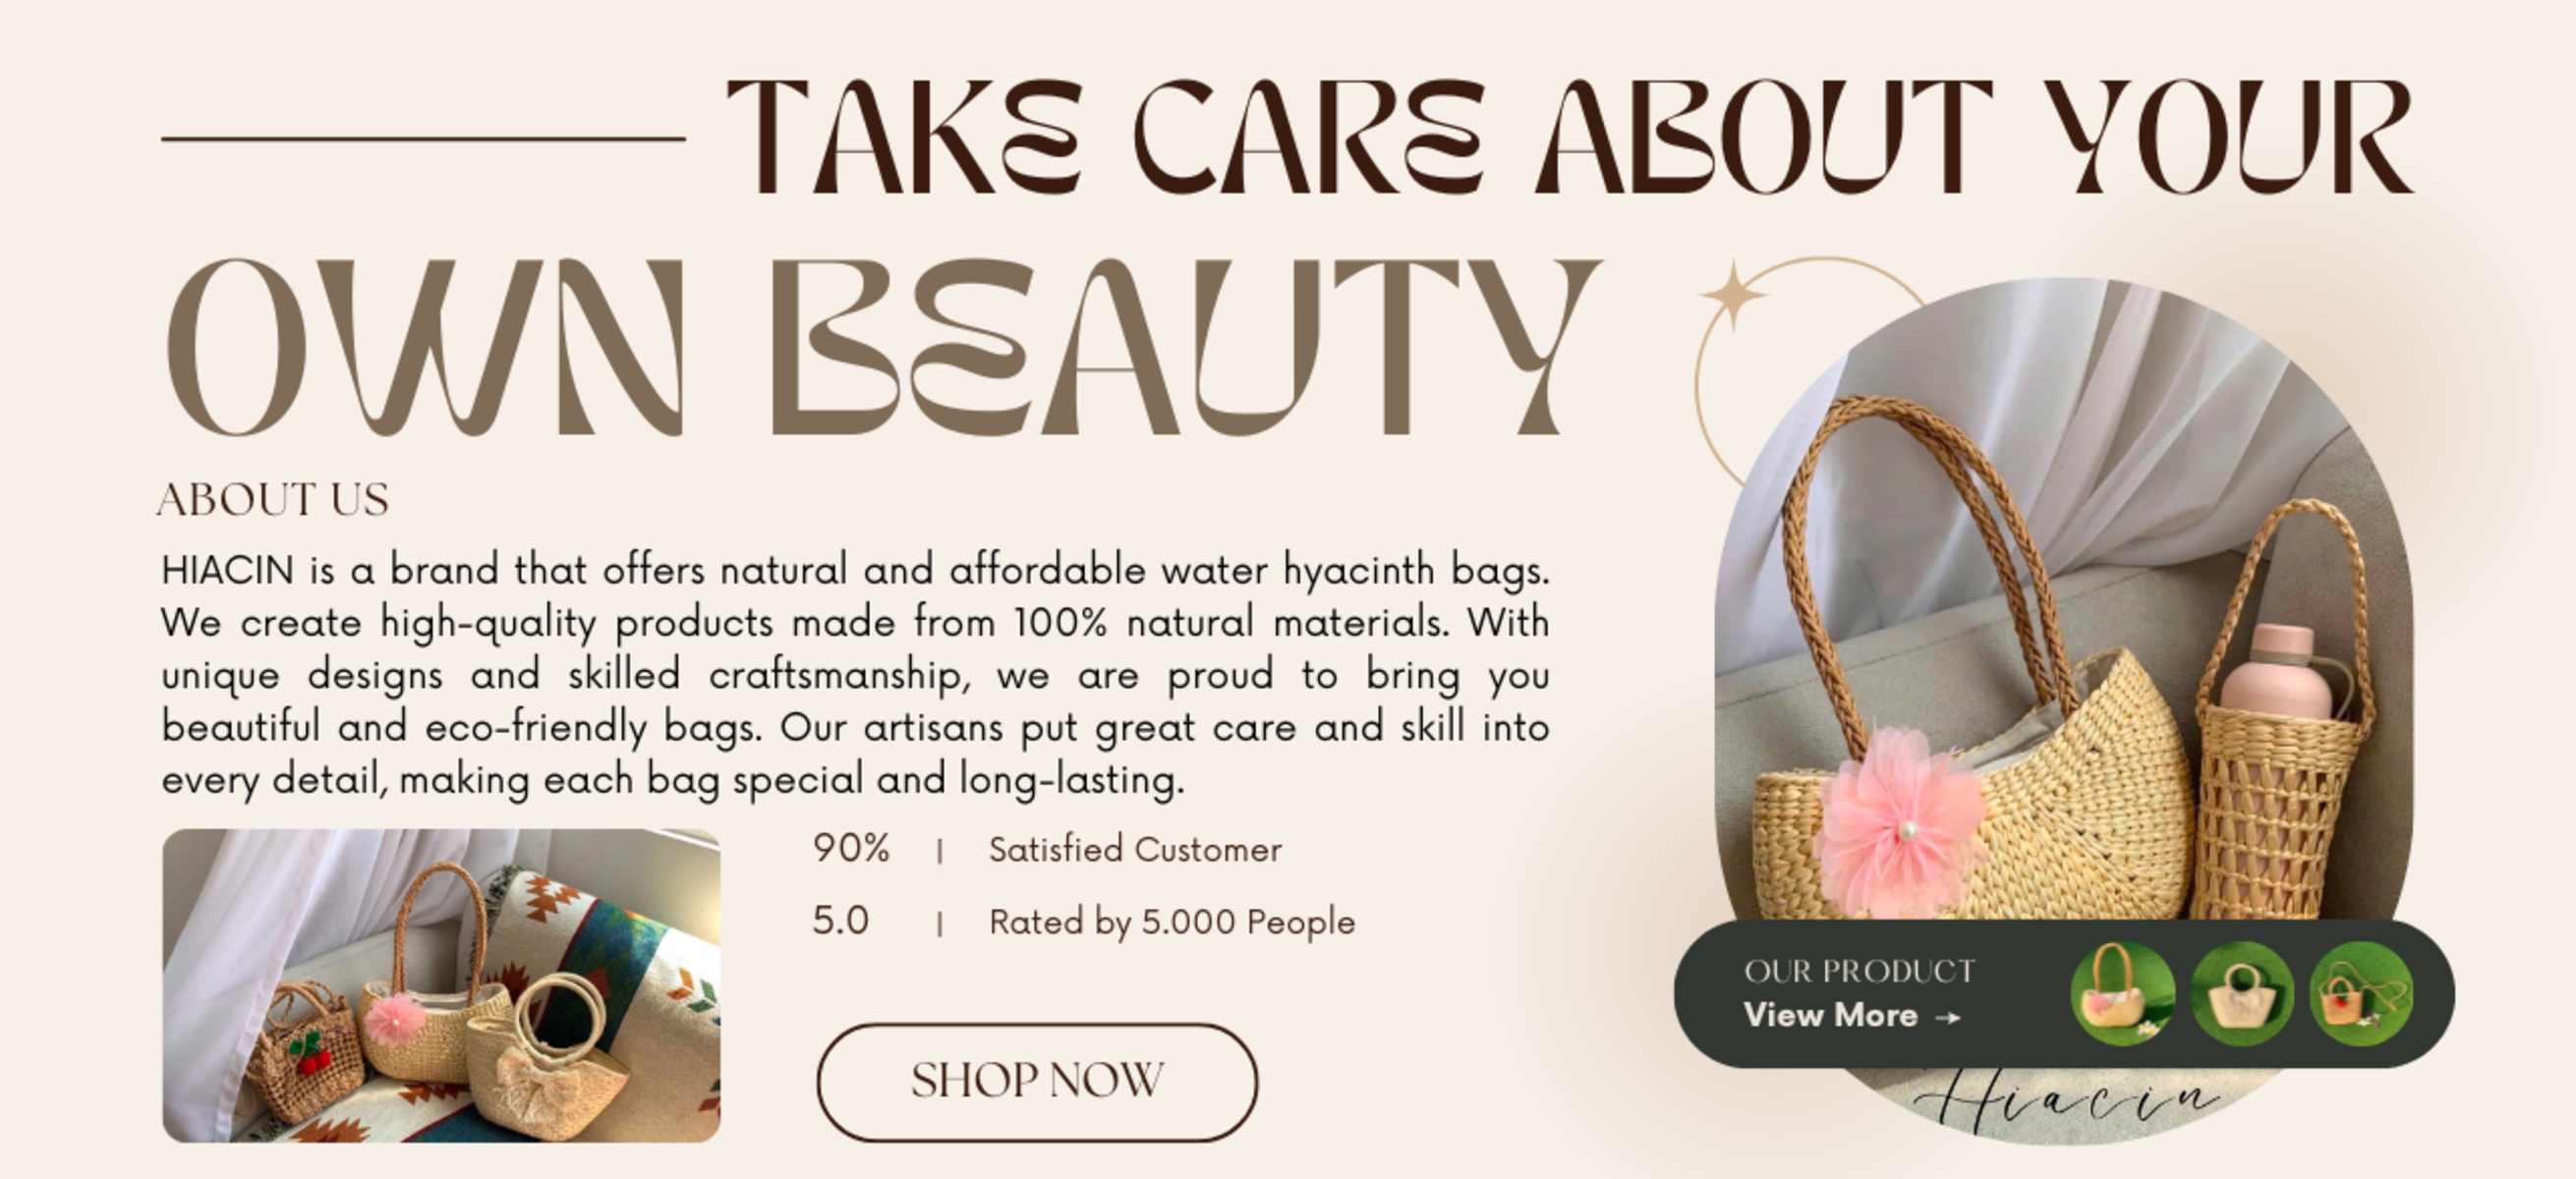 TAKE CARE ABOUT YOUR
OWN BEAUTY
ABOUT US
HIACIN is a brand that offers natural and affordable water hyacinth bags.
We create high-quality products made from 100% natural materials. With
unique designs and skilled craftsmanship, we are proud to bring you
beautiful and eco-friendly bags. Our artisans put great care and skill into
every detail, making each bag special and long-lasting.
90% | Satisfied Customer
5.0 | Rated by 5.000 People
SHOP NOW
OUR PRODUCT
View More →
Hiacin